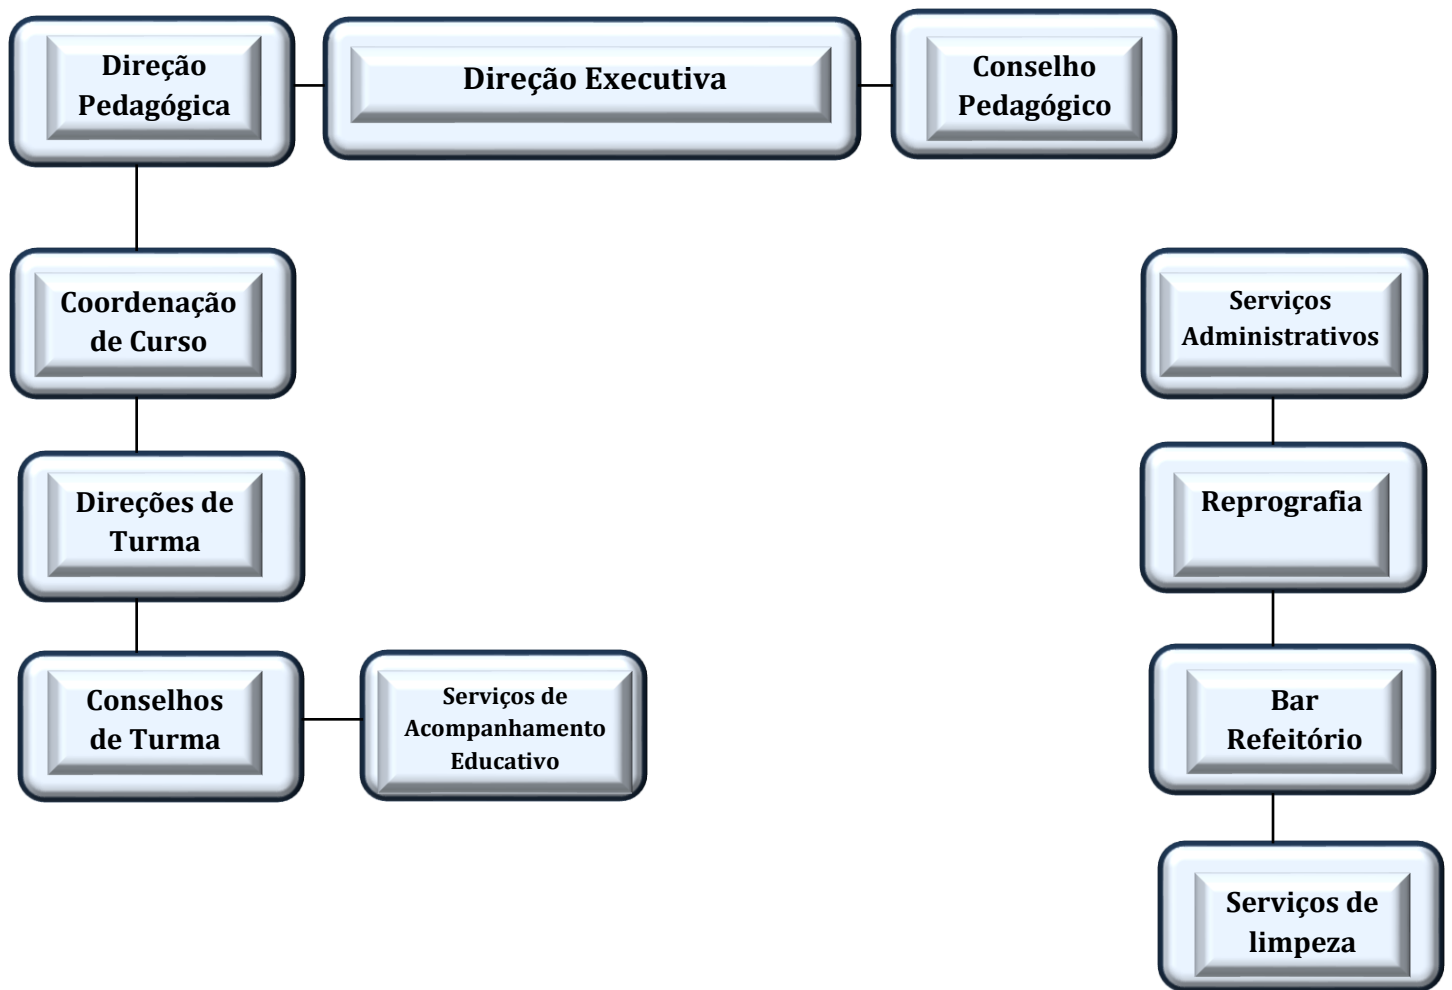 Direção
Pedagógica
Direção Executiva
Conselho
Pedagógico
Coordenação
de Curso
Serviços
Administrativos
Direções de
Turma
Reprografia
Conselhos
de Turma
Serviços de
Acompanhamento
Educativo
Bar
Refeitório
Serviços de
limpeza